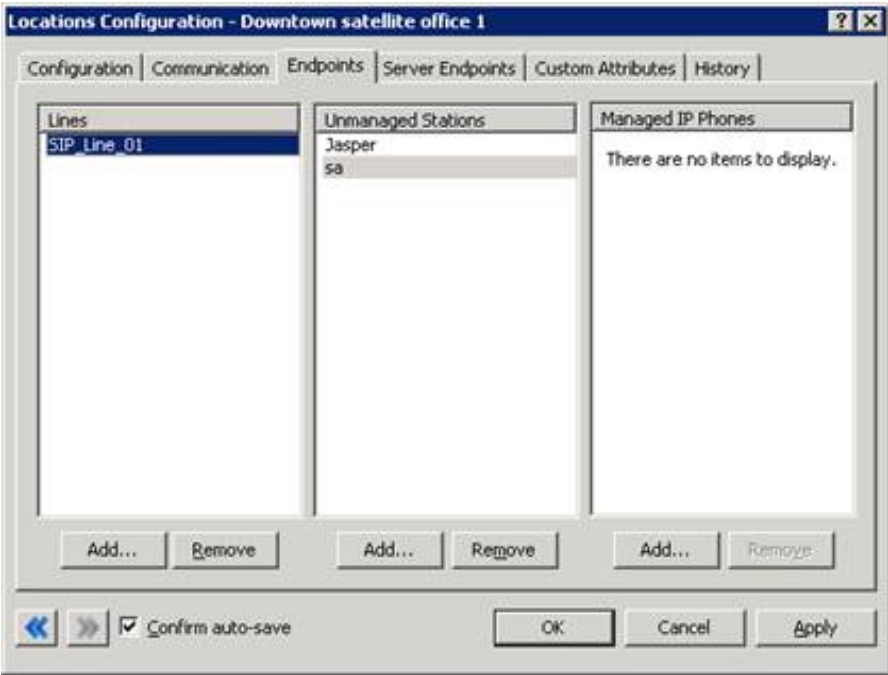 Locations Configuration - Downtown satellite office 1
? X
Configuration Communication Endpoints Server Endpoints Custom Attributes History
Lines
SIP_Line_01
Unmanaged Stations
Jasper
sa
Managed IP Phones
There are no items to display.
Add... Remove
Add... Remove
Add... Remove
Confirm auto-save
OK Cancel Apply